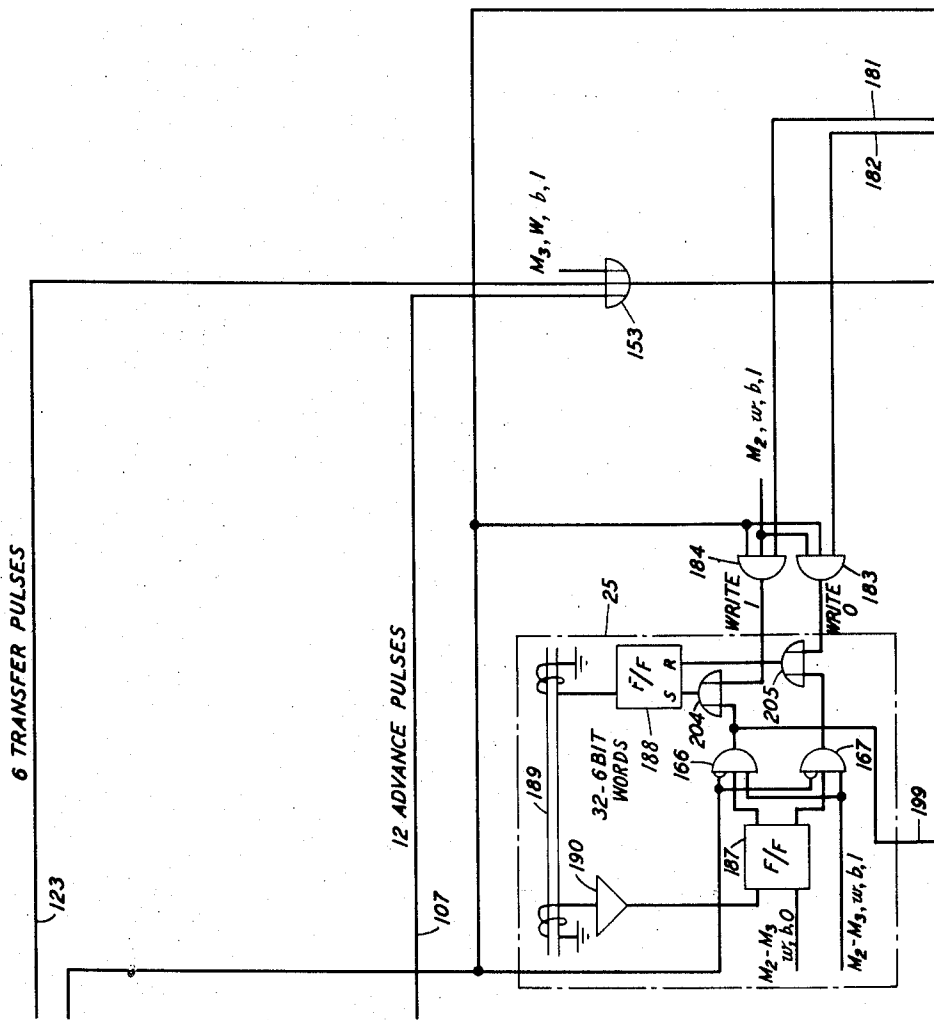 6 TRANSFER PULSES
123
12 ADVANCE PULSES
107
M3, W, b, 1
153
181
182
M2, w, b, 1
184
WRITE 1
183
WRITE 0
25
189
190
32-6 BIT
WORDS
F/F
188
S R
204
205
166
167
187
F/F
M2-M3
w, b, 0
M2-M3, w, b, 1
199